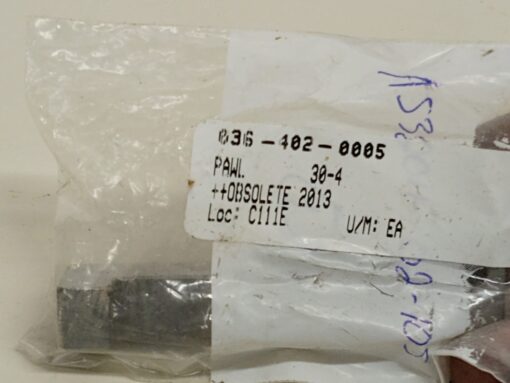 036-402-0005
PAWL 30-4
++OBSOLETE 2013
Loc: C111E U/M: EA